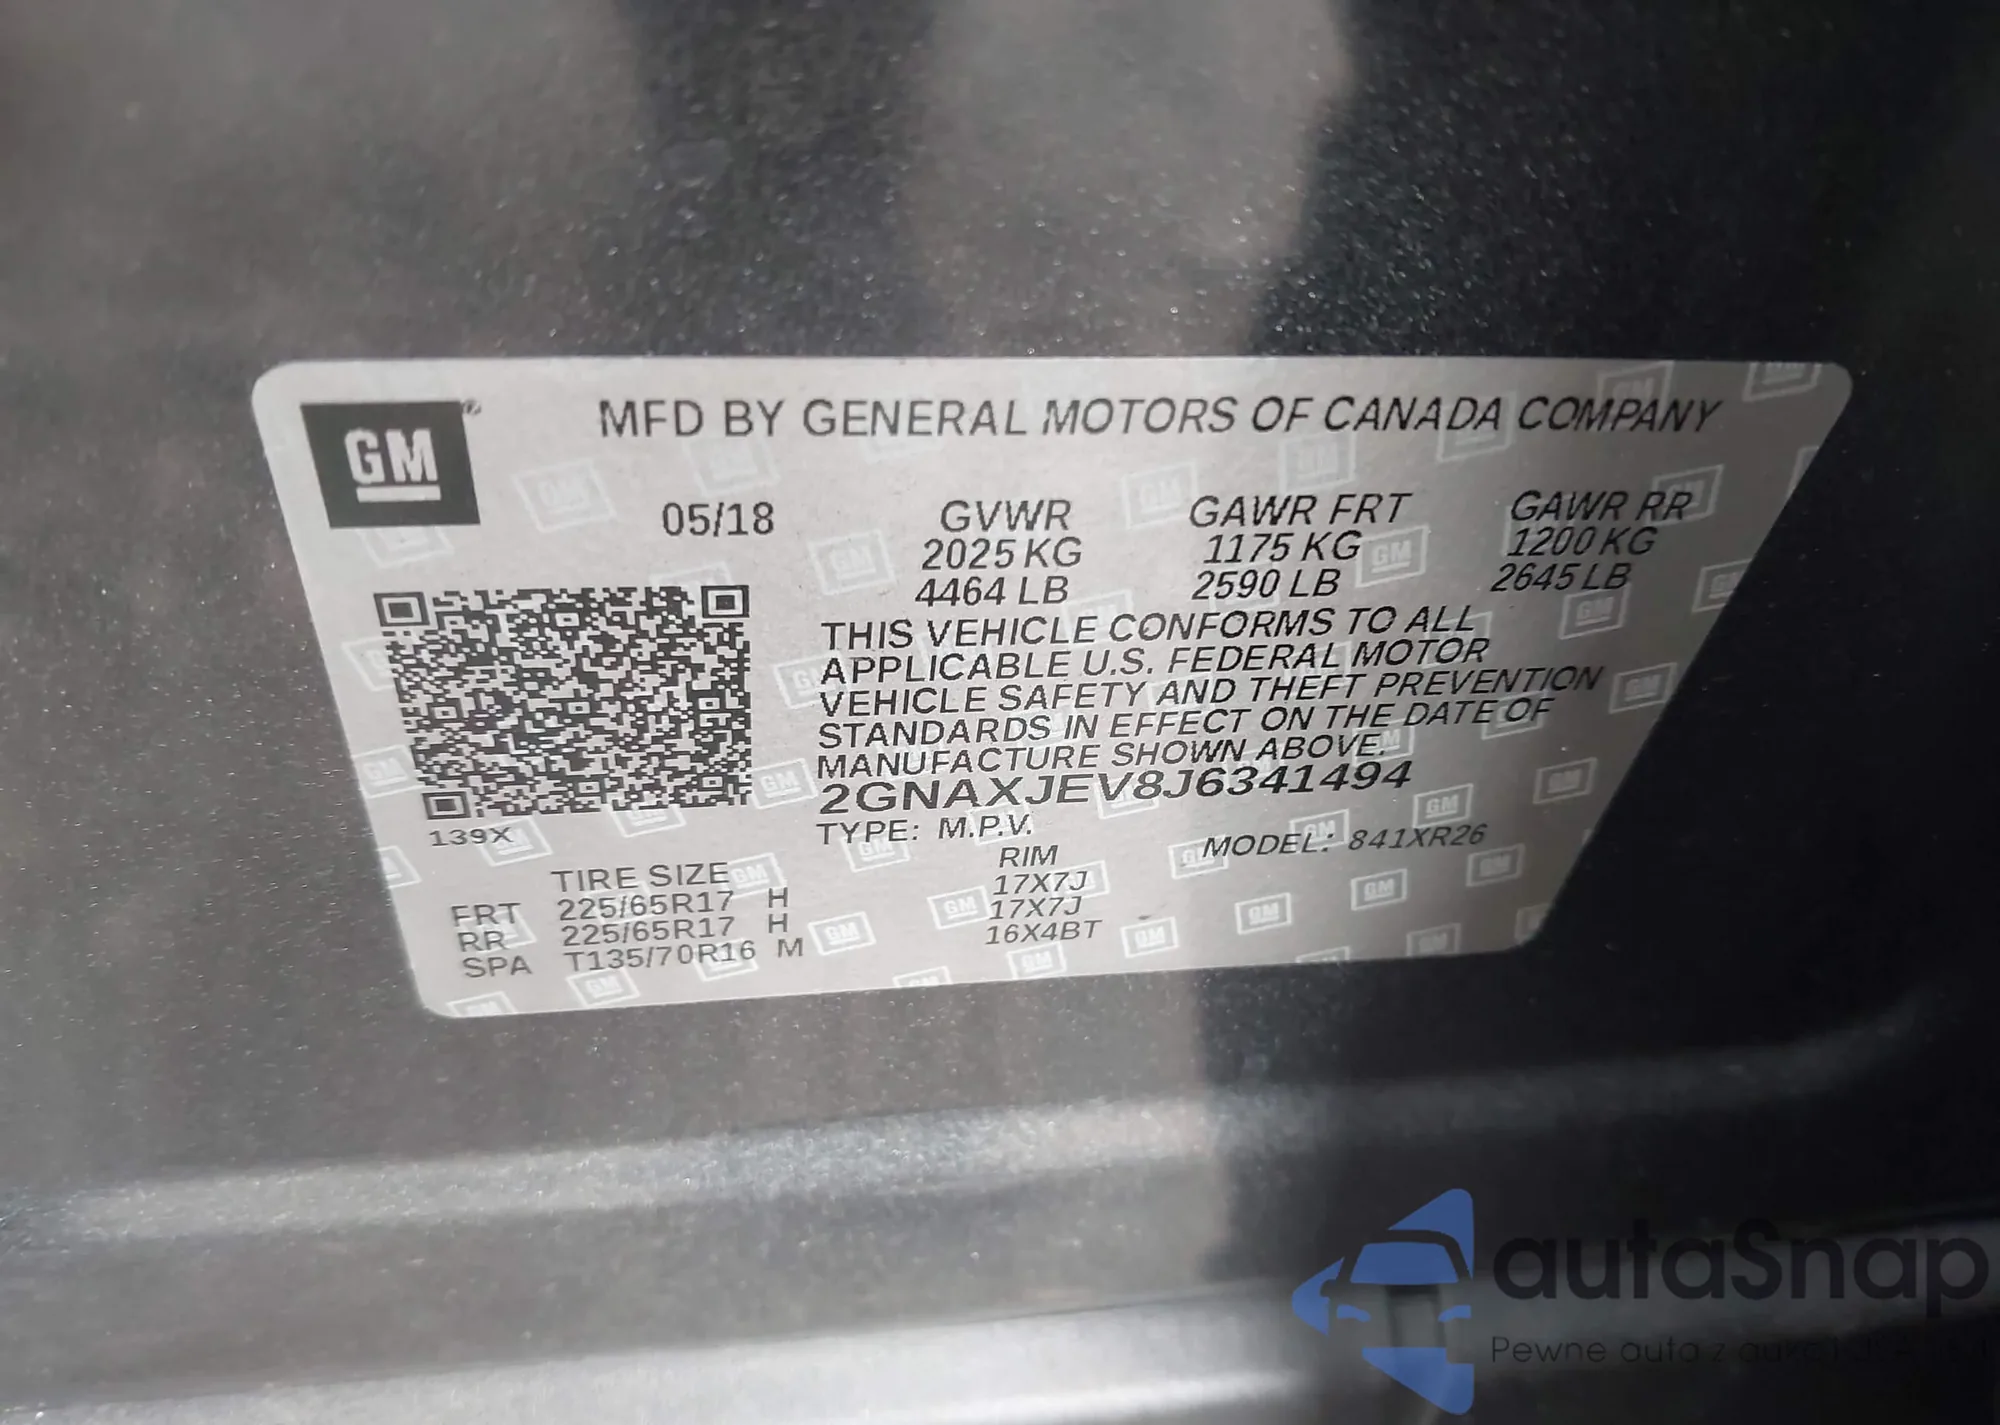 GM
MFD BY GENERAL MOTORS OF CANADA COMPANY
05/18 GVWR GAWR FRT GAWR RR
2025 KG 1175 KG 1200 KG
4464 LB 2590 LB 2645 LB
THIS VEHICLE CONFORMS TO ALL
APPLICABLE U.S. FEDERAL MOTOR
VEHICLE SAFETY AND THEFT PREVENTION
STANDARDS IN EFFECT ON THE DATE OF
MANUFACTURE SHOWN ABOVE.
2GNAXJEV8J6341494
139X TYPE: M.P.V. MODEL: 841XR26
TIRE SIZE RIM
FRT 225/65R17 H 17X7J
RR 225/65R17 H 17X7J
SPA T135/70R16 M 16X4BT
autaSnap
Pewne auta z